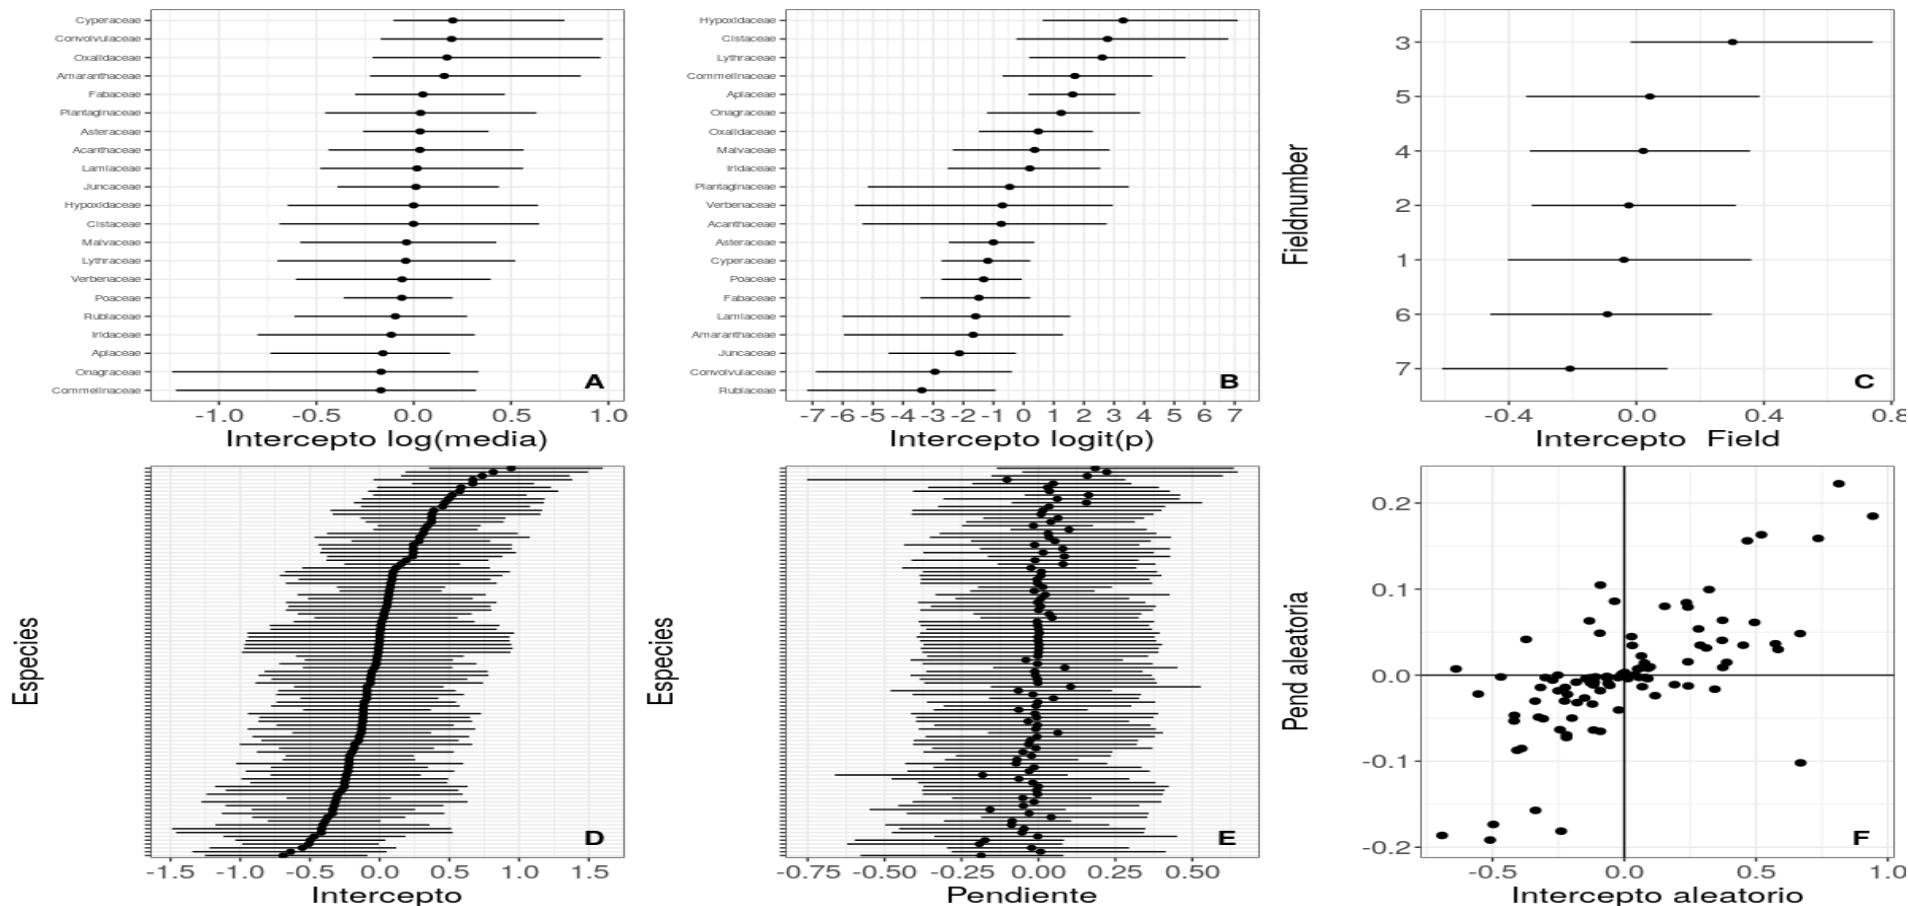 Cyperaceae
Convolvulaceae
Oxalidaceae
Amaranthaceae
Fabaceae
Plantaginaceae
Asteraceae
Acanthaceae
Lamiaceae
Juncaceae
Hypoxidaceae
Cistaceae
Malvaceae
Lythraceae
Verbenaceae
Poaceae
Rubiaceae
Iridaceae
Apiaceae
Onagraceae
Commelinaceae
A
-1.0 -0.5 0.0 0.5 1.0
Intercepto log(media)
Hypoxidaceae
Cistaceae
Lythraceae
Commelinaceae
Apiaceae
Onagraceae
Oxalidaceae
Malvaceae
Iridaceae
Plantaginaceae
Verbenaceae
Acanthaceae
Asteraceae
Cyperaceae
Poaceae
Fabaceae
Lamiaceae
Amaranthaceae
Juncaceae
Convolvulaceae
Rubiaceae
B
-7 -6 -5 -4 -3 -2 -1 0 1 2 3 4 5 6 7
Intercepto logit(p)
Fieldnumber
3
5
4
2
1
6
7
C
-0.4 0.0 0.4 0.8
Intercepto Field
Especies
D
-1.5 -1.0 -0.5 0.0 0.5 1.0 1.5
Intercepto
Especies
E
-0.75 -0.50 -0.25 0.00 0.25 0.50
Pendiente
Pend aleatoria
0.2
0.1
0.0
-0.1
-0.2
F
-0.5 0.0 0.5 1.0
Intercepto aleatorio